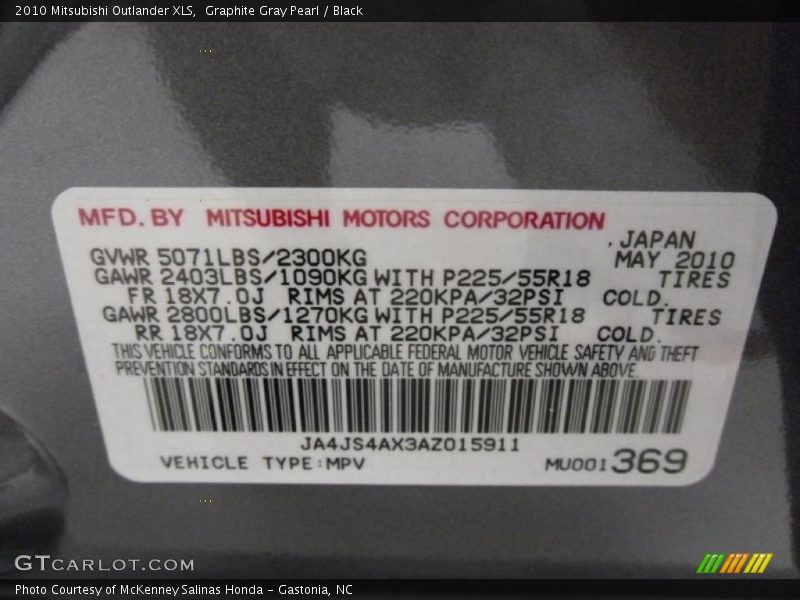 2010 Mitsubishi Outlander XLS,  Graphite Gray Pearl / Black
MFD. BY MITSUBISHI MOTORS CORPORATION
.JAPAN
GVWR 5071LBS/2300KG MAY 2010
GAWR 2403LBS/1090KG WITH P225/55R18 TIRES
FR 18X7.0J RIMS AT 220KPA/32PSI COLD.
GAWR 2800LBS/1270KG WITH P225/55R18 TIRES
RR 18X7.0J RIMS AT 220KPA/32PSI COLD.
THIS VEHICLE CONFORMS TO ALL APPLICABLE FEDERAL MOTOR VEHICLE SAFETY AND THEFT
PREVENTION STANDARDS IN EFFECT ON THE DATE OF MANUFACTURE SHOWN ABOVE.
JA4JS4AX3AZ015911
VEHICLE TYPE:MPV MU001369
GTCARLOT.COM
Photo Courtesy of McKenney Salinas Honda – Gastonia, NC